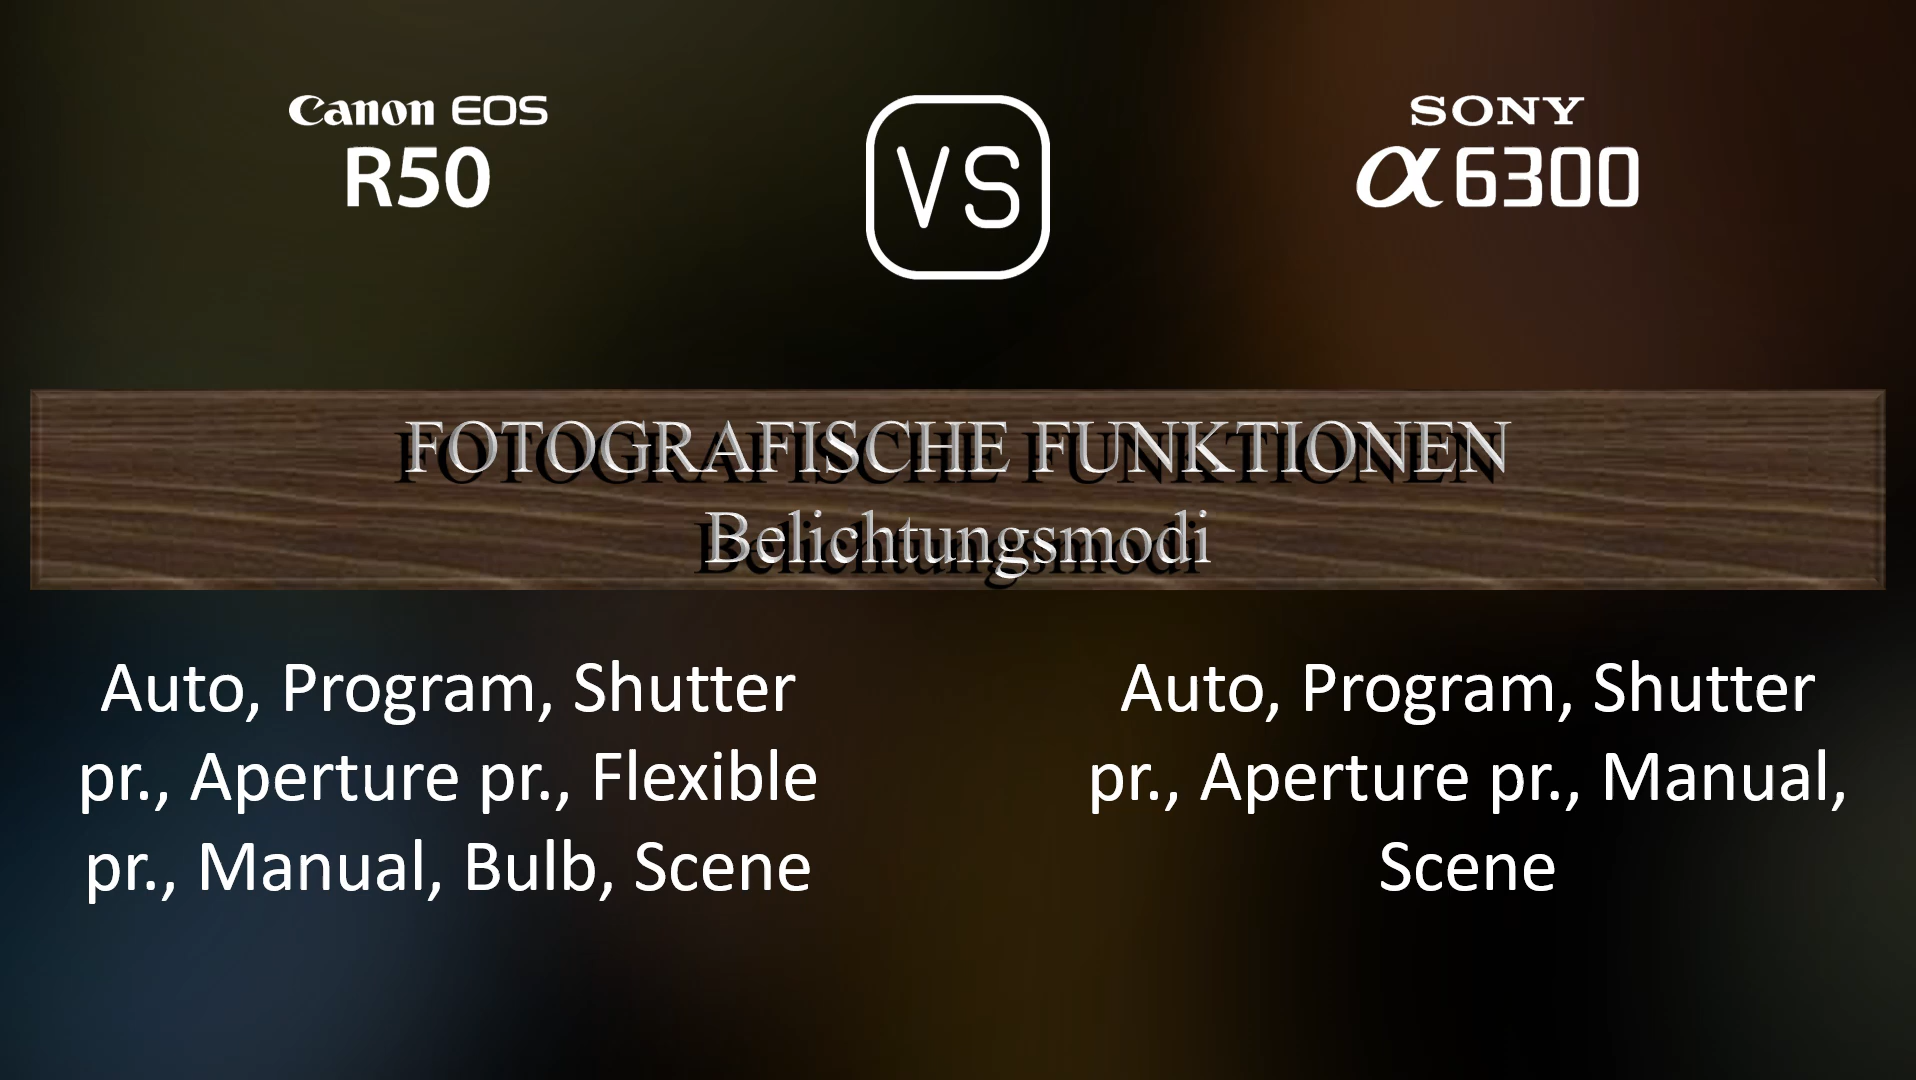 Canon EOS
R50
VS
SONY
α6300
FOTOGRAFISCHE FUNKTIONEN
Belichtungsmodi
Auto, Program, Shutter
pr., Aperture pr., Flexible
pr., Manual, Bulb, Scene
Auto, Program, Shutter
pr., Aperture pr., Manual,
Scene